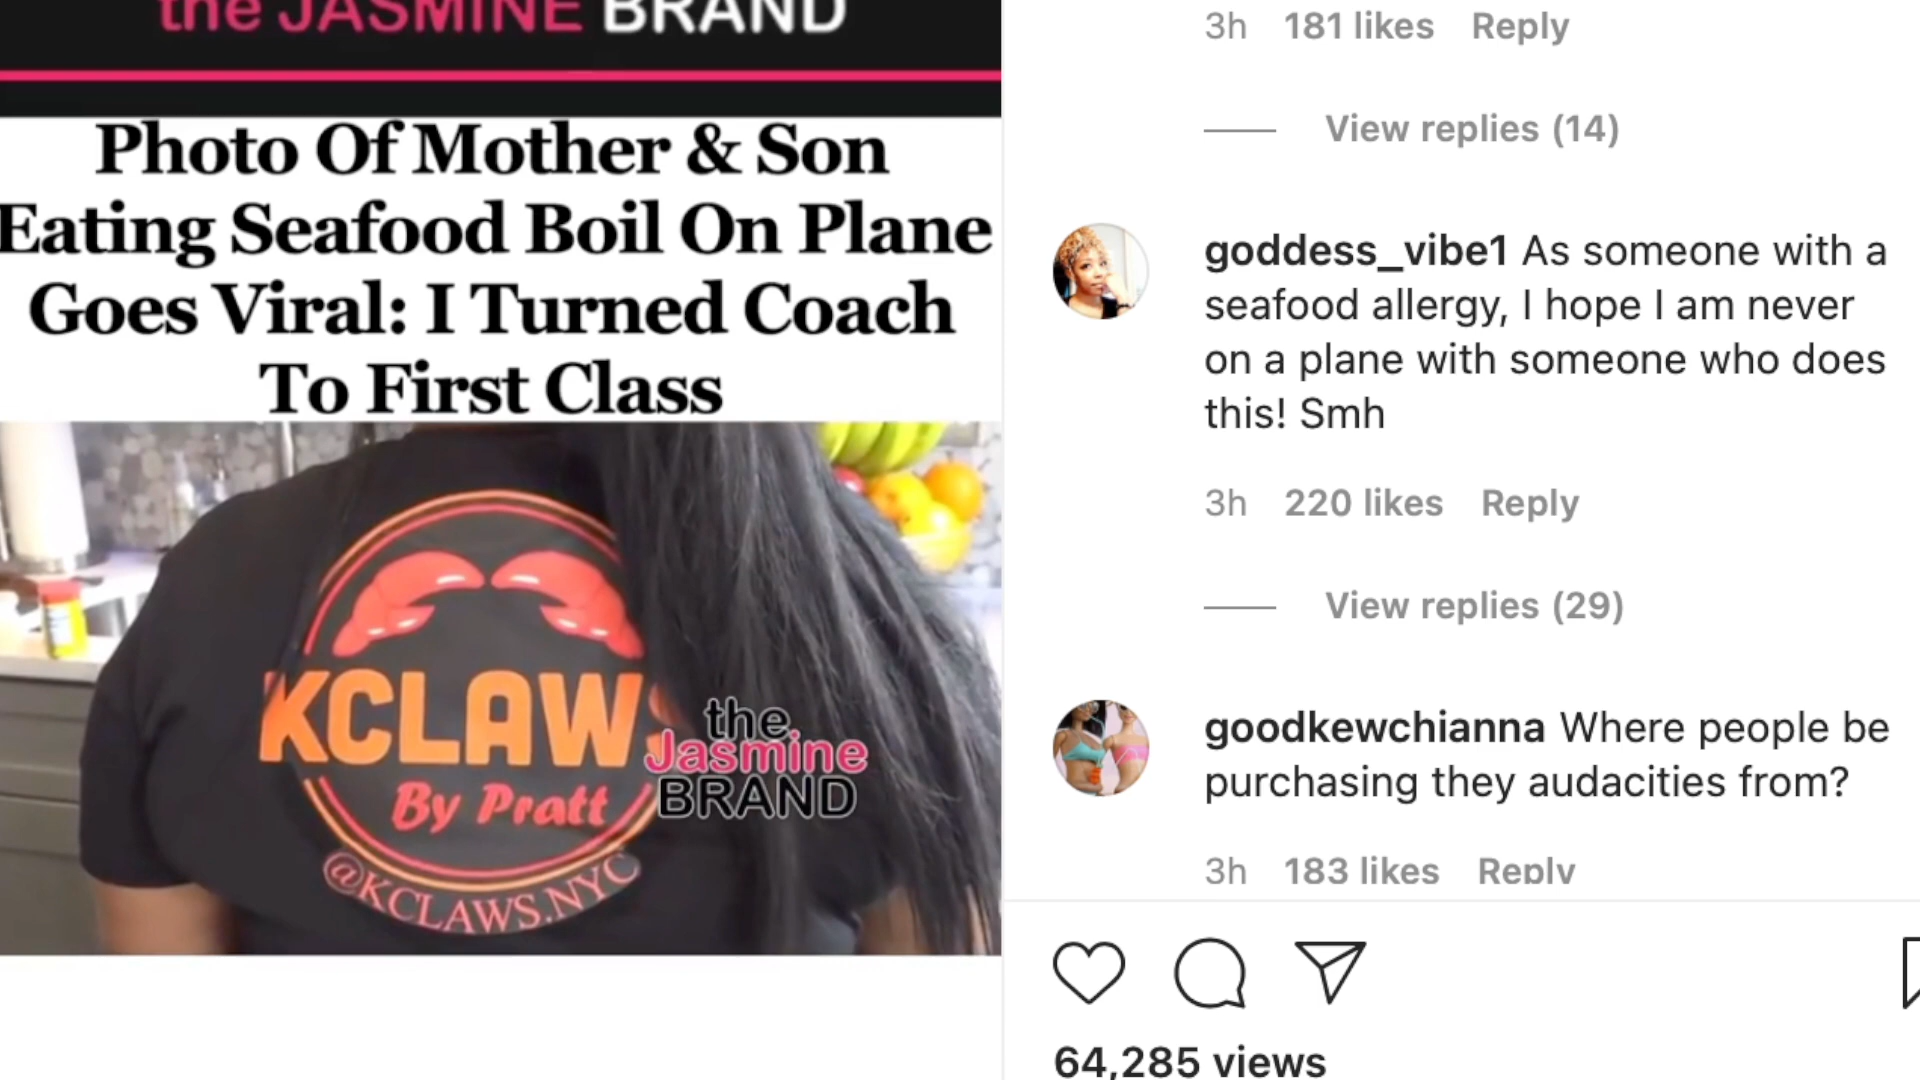 the JASMINE BRAND
Photo Of Mother & Son
Eating Seafood Boil On Plane
Goes Viral: I Turned Coach
To First Class
KCLAWS
By Pratt
@KCLAWS.NYC
the
Jasmine
BRAND
3h 181 likes Reply
View replies (14)
goddess_vibe1 As someone with a
seafood allergy, I hope I am never
on a plane with someone who does
this! Smh
3h 220 likes Reply
View replies (29)
goodkewchianna Where people be
purchasing they audacities from?
3h 183 likes Reply
64,285 views